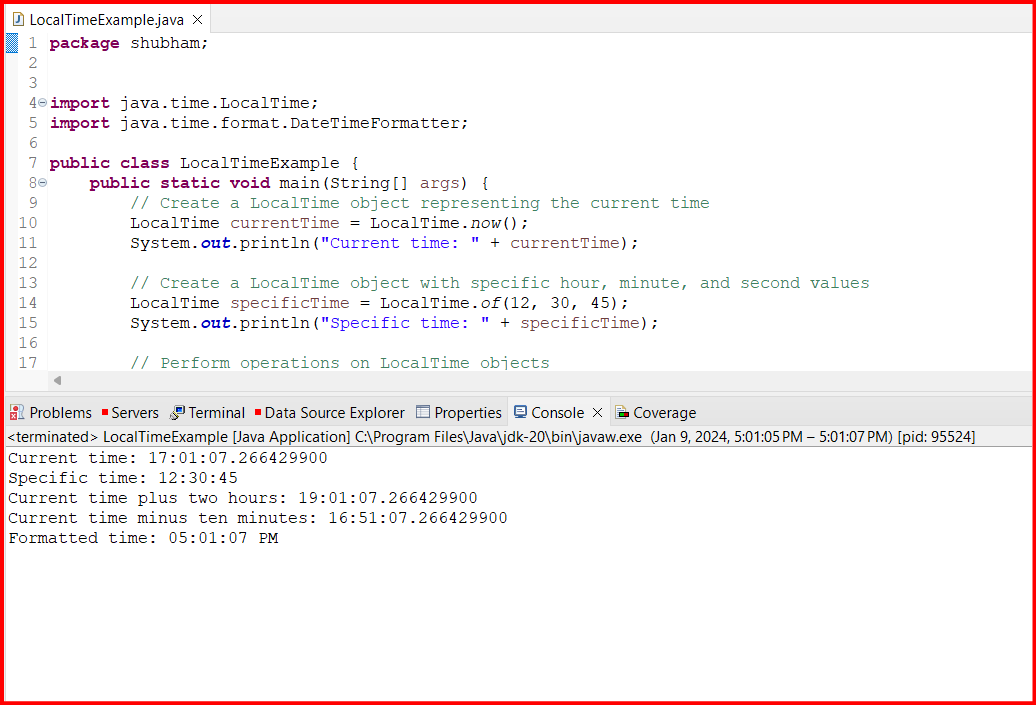 LocalTimeExample.java
1 package shubham;
2
3
4 import java.time.LocalTime;
5 import java.time.format.DateTimeFormatter;
6
7 public class LocalTimeExample {
8     public static void main(String[] args) {
9         // Create a LocalTime object representing the current time
10         LocalTime currentTime = LocalTime.now();
11         System.out.println("Current time: " + currentTime);
12
13         // Create a LocalTime object with specific hour, minute, and second values
14         LocalTime specificTime = LocalTime.of(12, 30, 45);
15         System.out.println("Specific time: " + specificTime);
16
17         // Perform operations on LocalTime objects
Problems Servers Terminal Data Source Explorer Properties Console Coverage
<terminated> LocalTimeExample [Java Application] C:\Program Files\Java\jdk-20\bin\javaw.exe (Jan 9, 2024, 5:01:05 PM – 5:01:07 PM) [pid: 95524]
Current time: 17:01:07.266429900
Specific time: 12:30:45
Current time plus two hours: 19:01:07.266429900
Current time minus ten minutes: 16:51:07.266429900
Formatted time: 05:01:07 PM